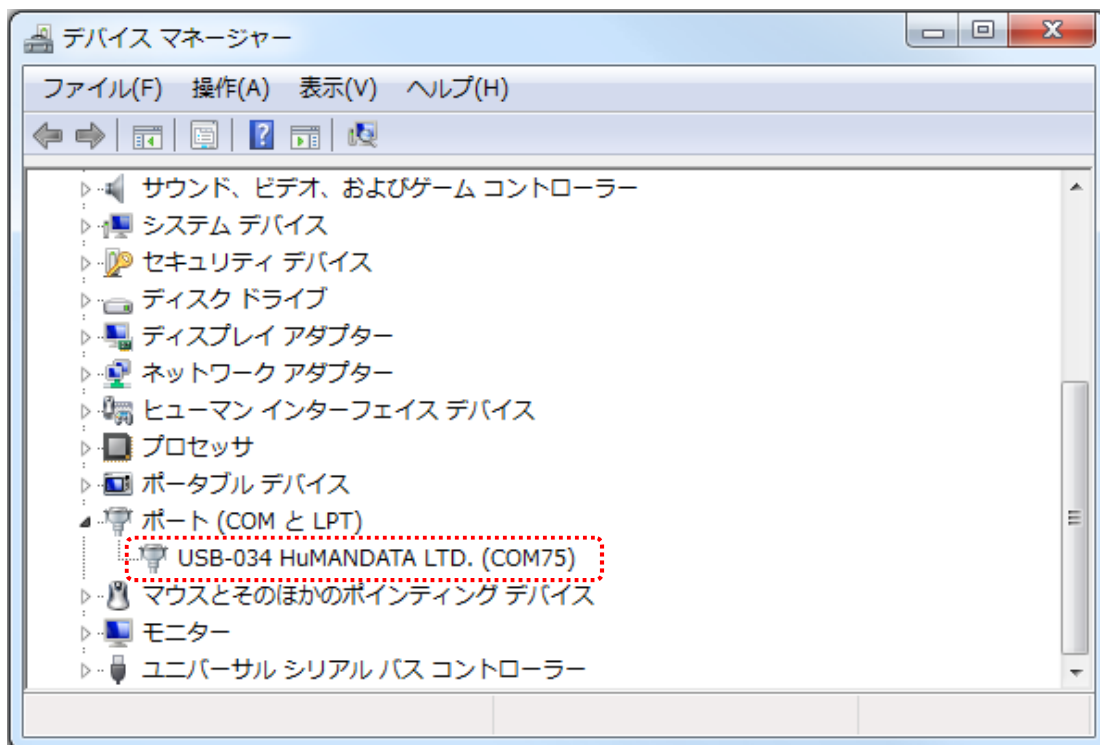 デバイス マネージャー
ファイル(F) 操作(A) 表示(V) ヘルプ(H)
サウンド、ビデオ、およびゲーム コントローラー
システム デバイス
セキュリティ デバイス
ディスク ドライブ
ディスプレイ アダプター
ネットワーク アダプター
ヒューマン インターフェイス デバイス
プロセッサ
ポータブル デバイス
ポート (COM と LPT)
USB-034 HuMANDATA LTD. (COM75)
マウスとそのほかのポインティング デバイス
モニター
ユニバーサル シリアル バス コントローラー